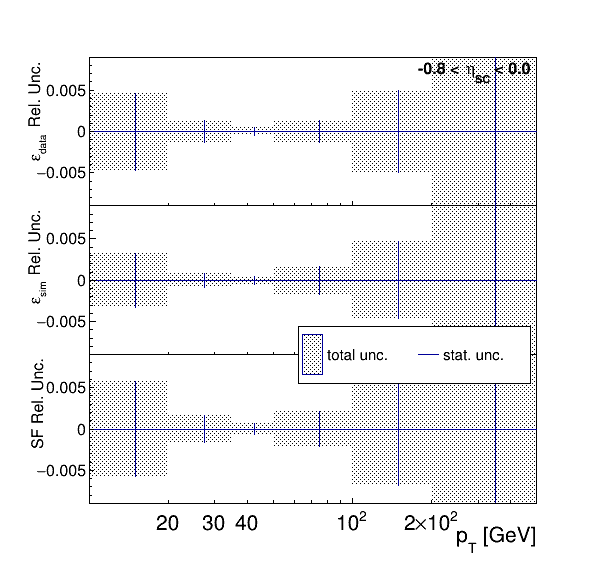 -0.8 < η_SC < 0.0
ε_data Rel. Unc.
0.005
0
−0.005
ε_sim Rel. Unc.
0.005
0
−0.005
total unc.
stat. unc.
SF Rel. Unc.
0.005
0
−0.005
20 30 40 10² 2×10²
p_T [GeV]